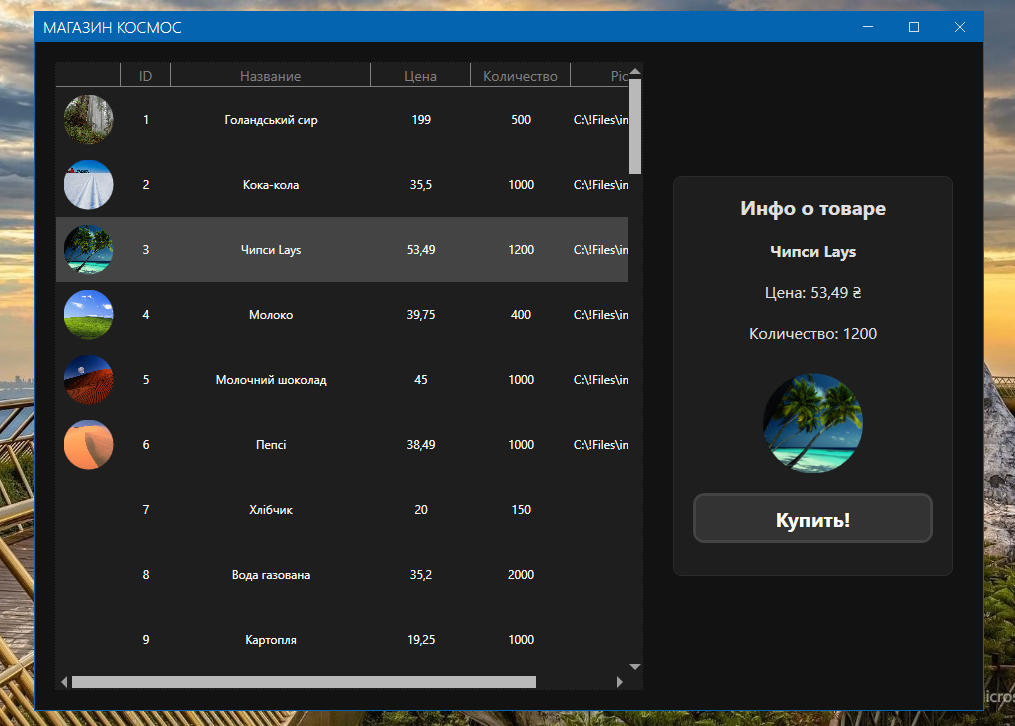 МАГАЗИН КОСМОС
ID Название Цена Количество Pic
1 Голандський сир 199 500 C:\!Files\in
2 Кока-кола 35,5 1000 C:\!Files\in
3 Чипси Lays 53,49 1200 C:\!Files\in
4 Молоко 39,75 400 C:\!Files\in
5 Молочний шоколад 45 1000 C:\!Files\in
6 Пепсі 38,49 1000 C:\!Files\in
7 Хлібчик 20 150
8 Вода газована 35,2 2000
9 Картопля 19,25 1000
Инфо о товаре
Чипси Lays
Цена: 53,49 ₴
Количество: 1200
Купить!
icros